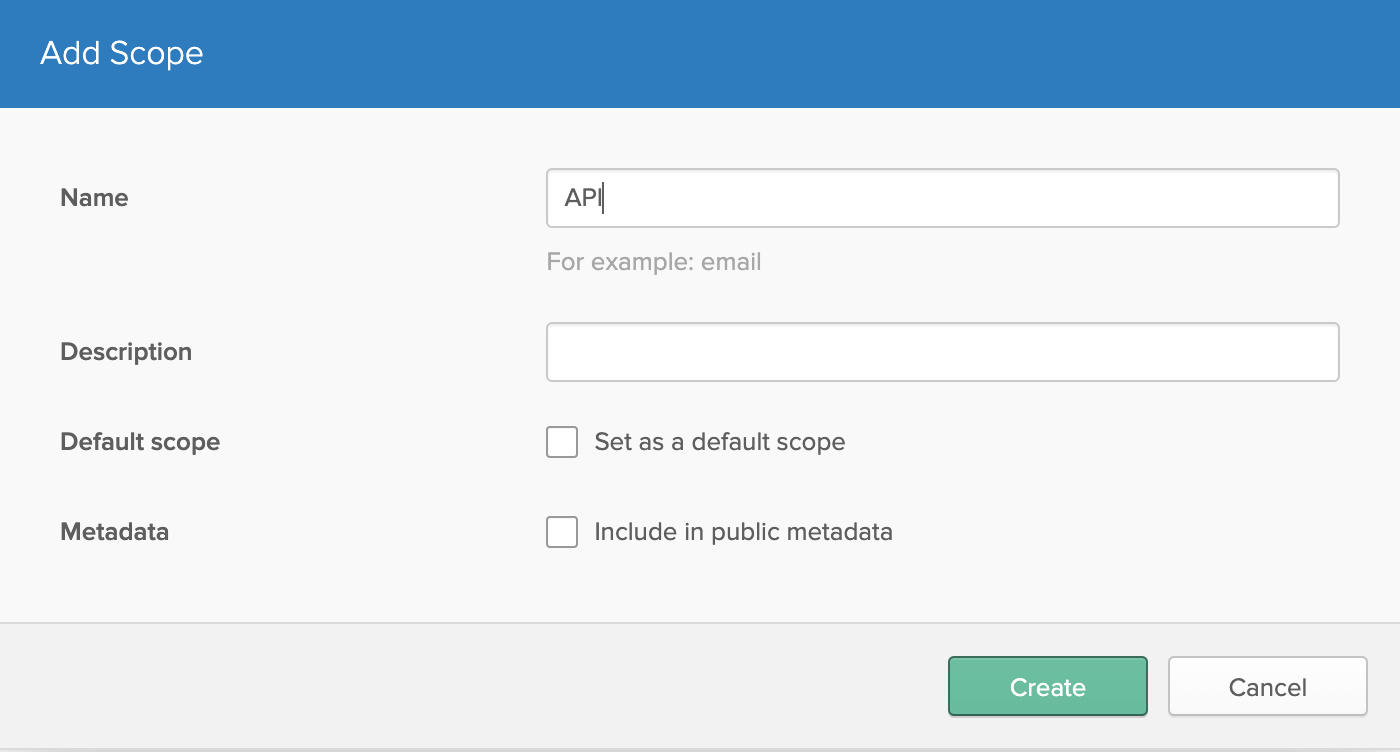 Add Scope
Name
API
For example: email
Description
Default scope
Set as a default scope
Metadata
Include in public metadata
Create
Cancel